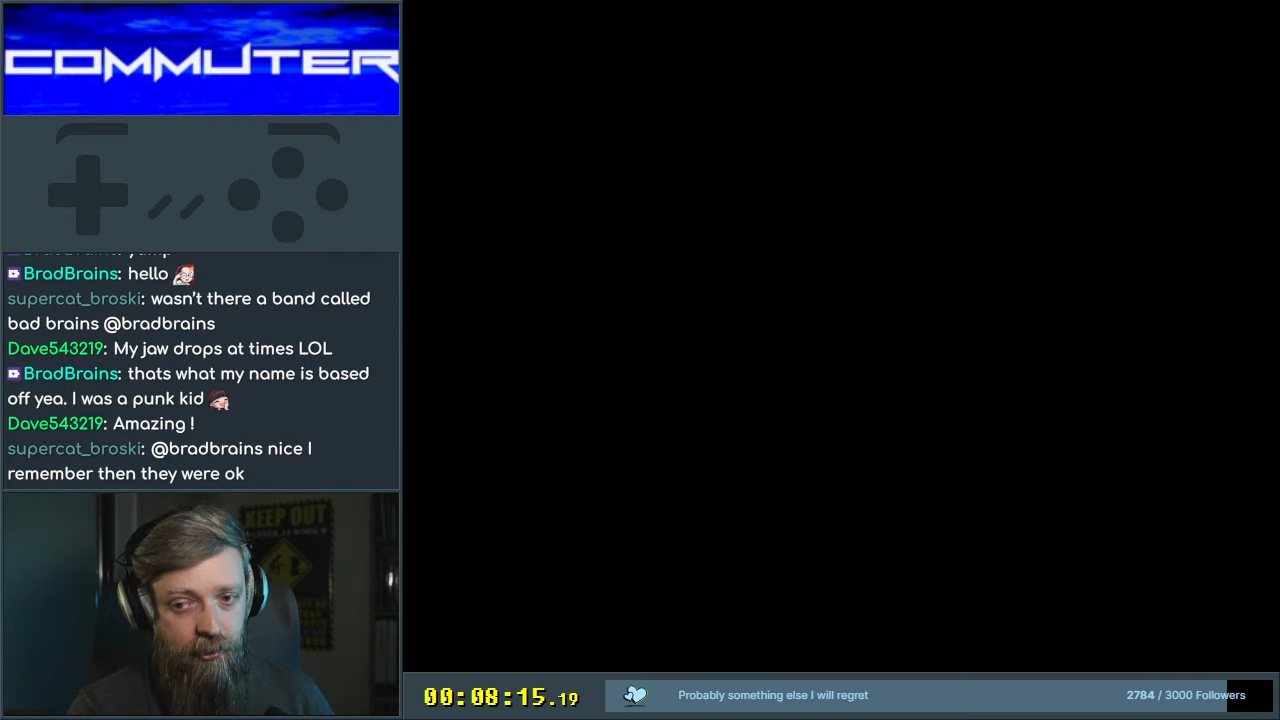 COMMUTER
BradBrains: hello
supercat_broski: wasn't there a band called
bad brains @bradbrains
Dave543219: My jaw drops at times LOL
BradBrains: thats what my name is based
off yea. I was a punk kid
Dave543219: Amazing !
supercat_broski: @bradbrains nice I
remember then they were ok
KEEP OUT
00:08:15.19
Probably something else I will regret
2784 / 3000 Followers